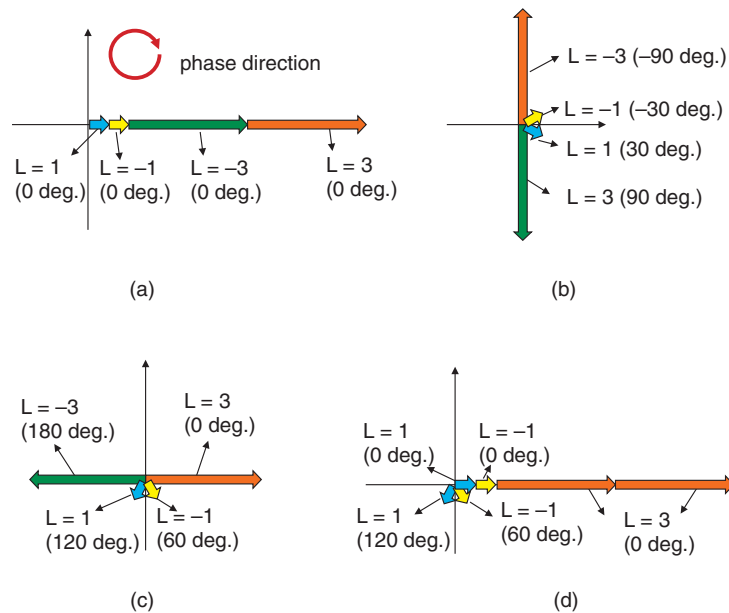 phase direction
L = 1
(0 deg.)
L = –1
(0 deg.)
L = –3
(0 deg.)
L = 3
(0 deg.)
(a)
L = –3 (–90 deg.)
L = –1 (–30 deg.)
L = 1 (30 deg.)
L = 3 (90 deg.)
(b)
L = –3
(180 deg.)
L = 3
(0 deg.)
L = 1
(120 deg.)
L = –1
(60 deg.)
(c)
L = 1
(0 deg.)
L = –1
(0 deg.)
L = 1
(120 deg.)
L = –1
(60 deg.)
L = 3
(0 deg.)
(d)